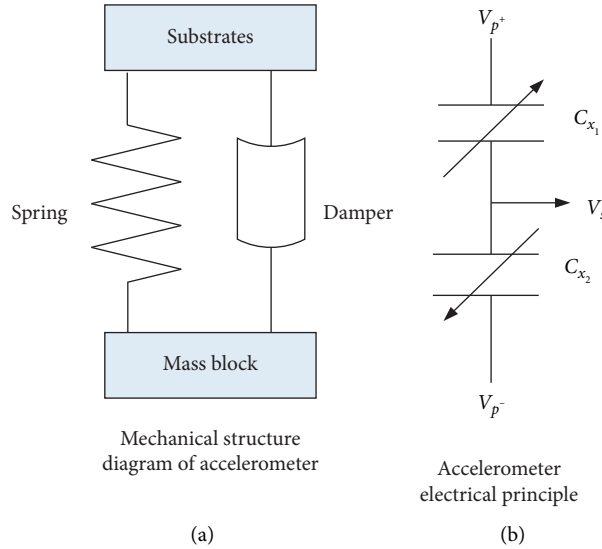 Substrates
Spring
Damper
Mass block
Mechanical structure
diagram of accelerometer
(a)
V_{p^+}
C_{x_1}
V_s
C_{x_2}
V_{p^-}
Accelerometer
electrical principle
(b)